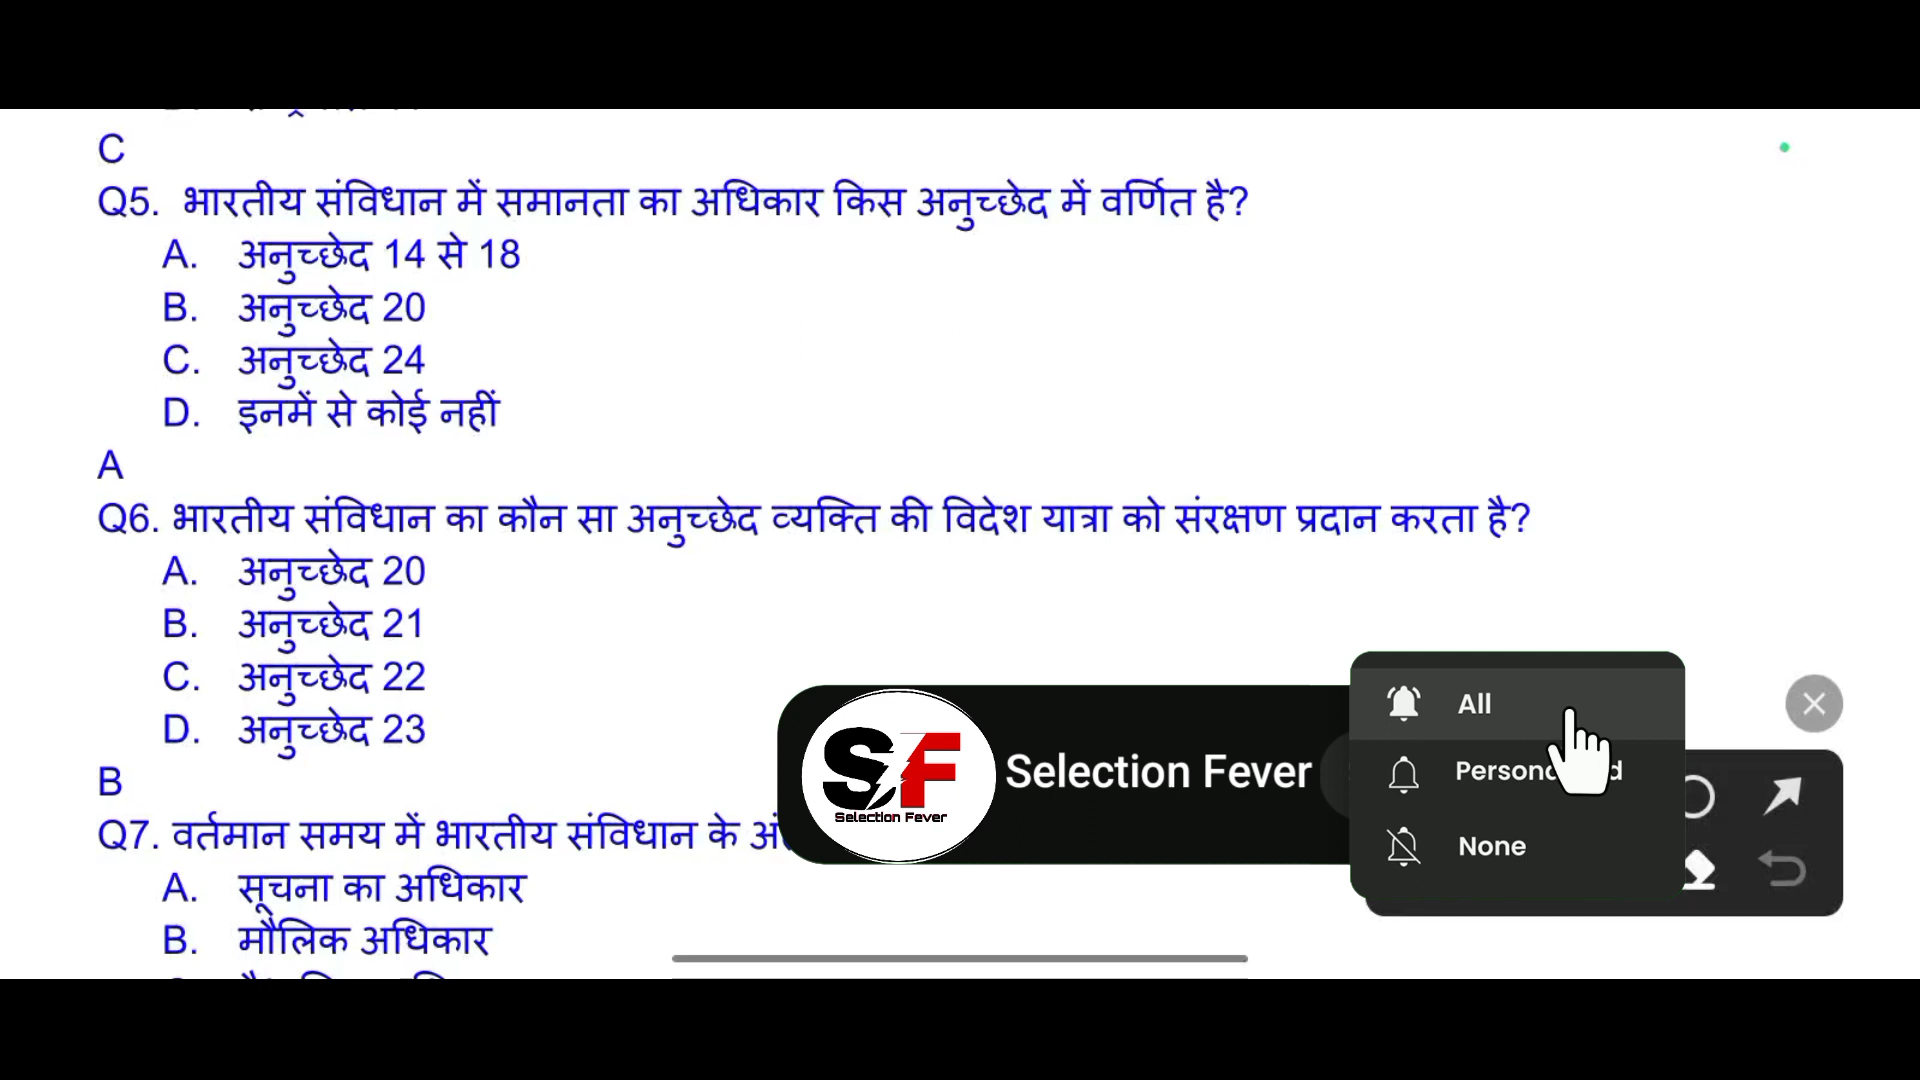 C
Q5. भारतीय संविधान में समानता का अधिकार किस अनुच्छेद में वर्णित है?
A. अनुच्छेद 14 से 18
B. अनुच्छेद 20
C. अनुच्छेद 24
D. इनमें से कोई नहीं
A
Q6. भारतीय संविधान का कौन सा अनुच्छेद व्यक्ति की विदेश यात्रा को संरक्षण प्रदान करता है?
A. अनुच्छेद 20
B. अनुच्छेद 21
C. अनुच्छेद 22
D. अनुच्छेद 23
B
Q7. वर्तमान समय में भारतीय संविधान के
A. सूचना का अधिकार
B. मौलिक अधिकार
SF
Selection Fever
Selection Fever
All
None